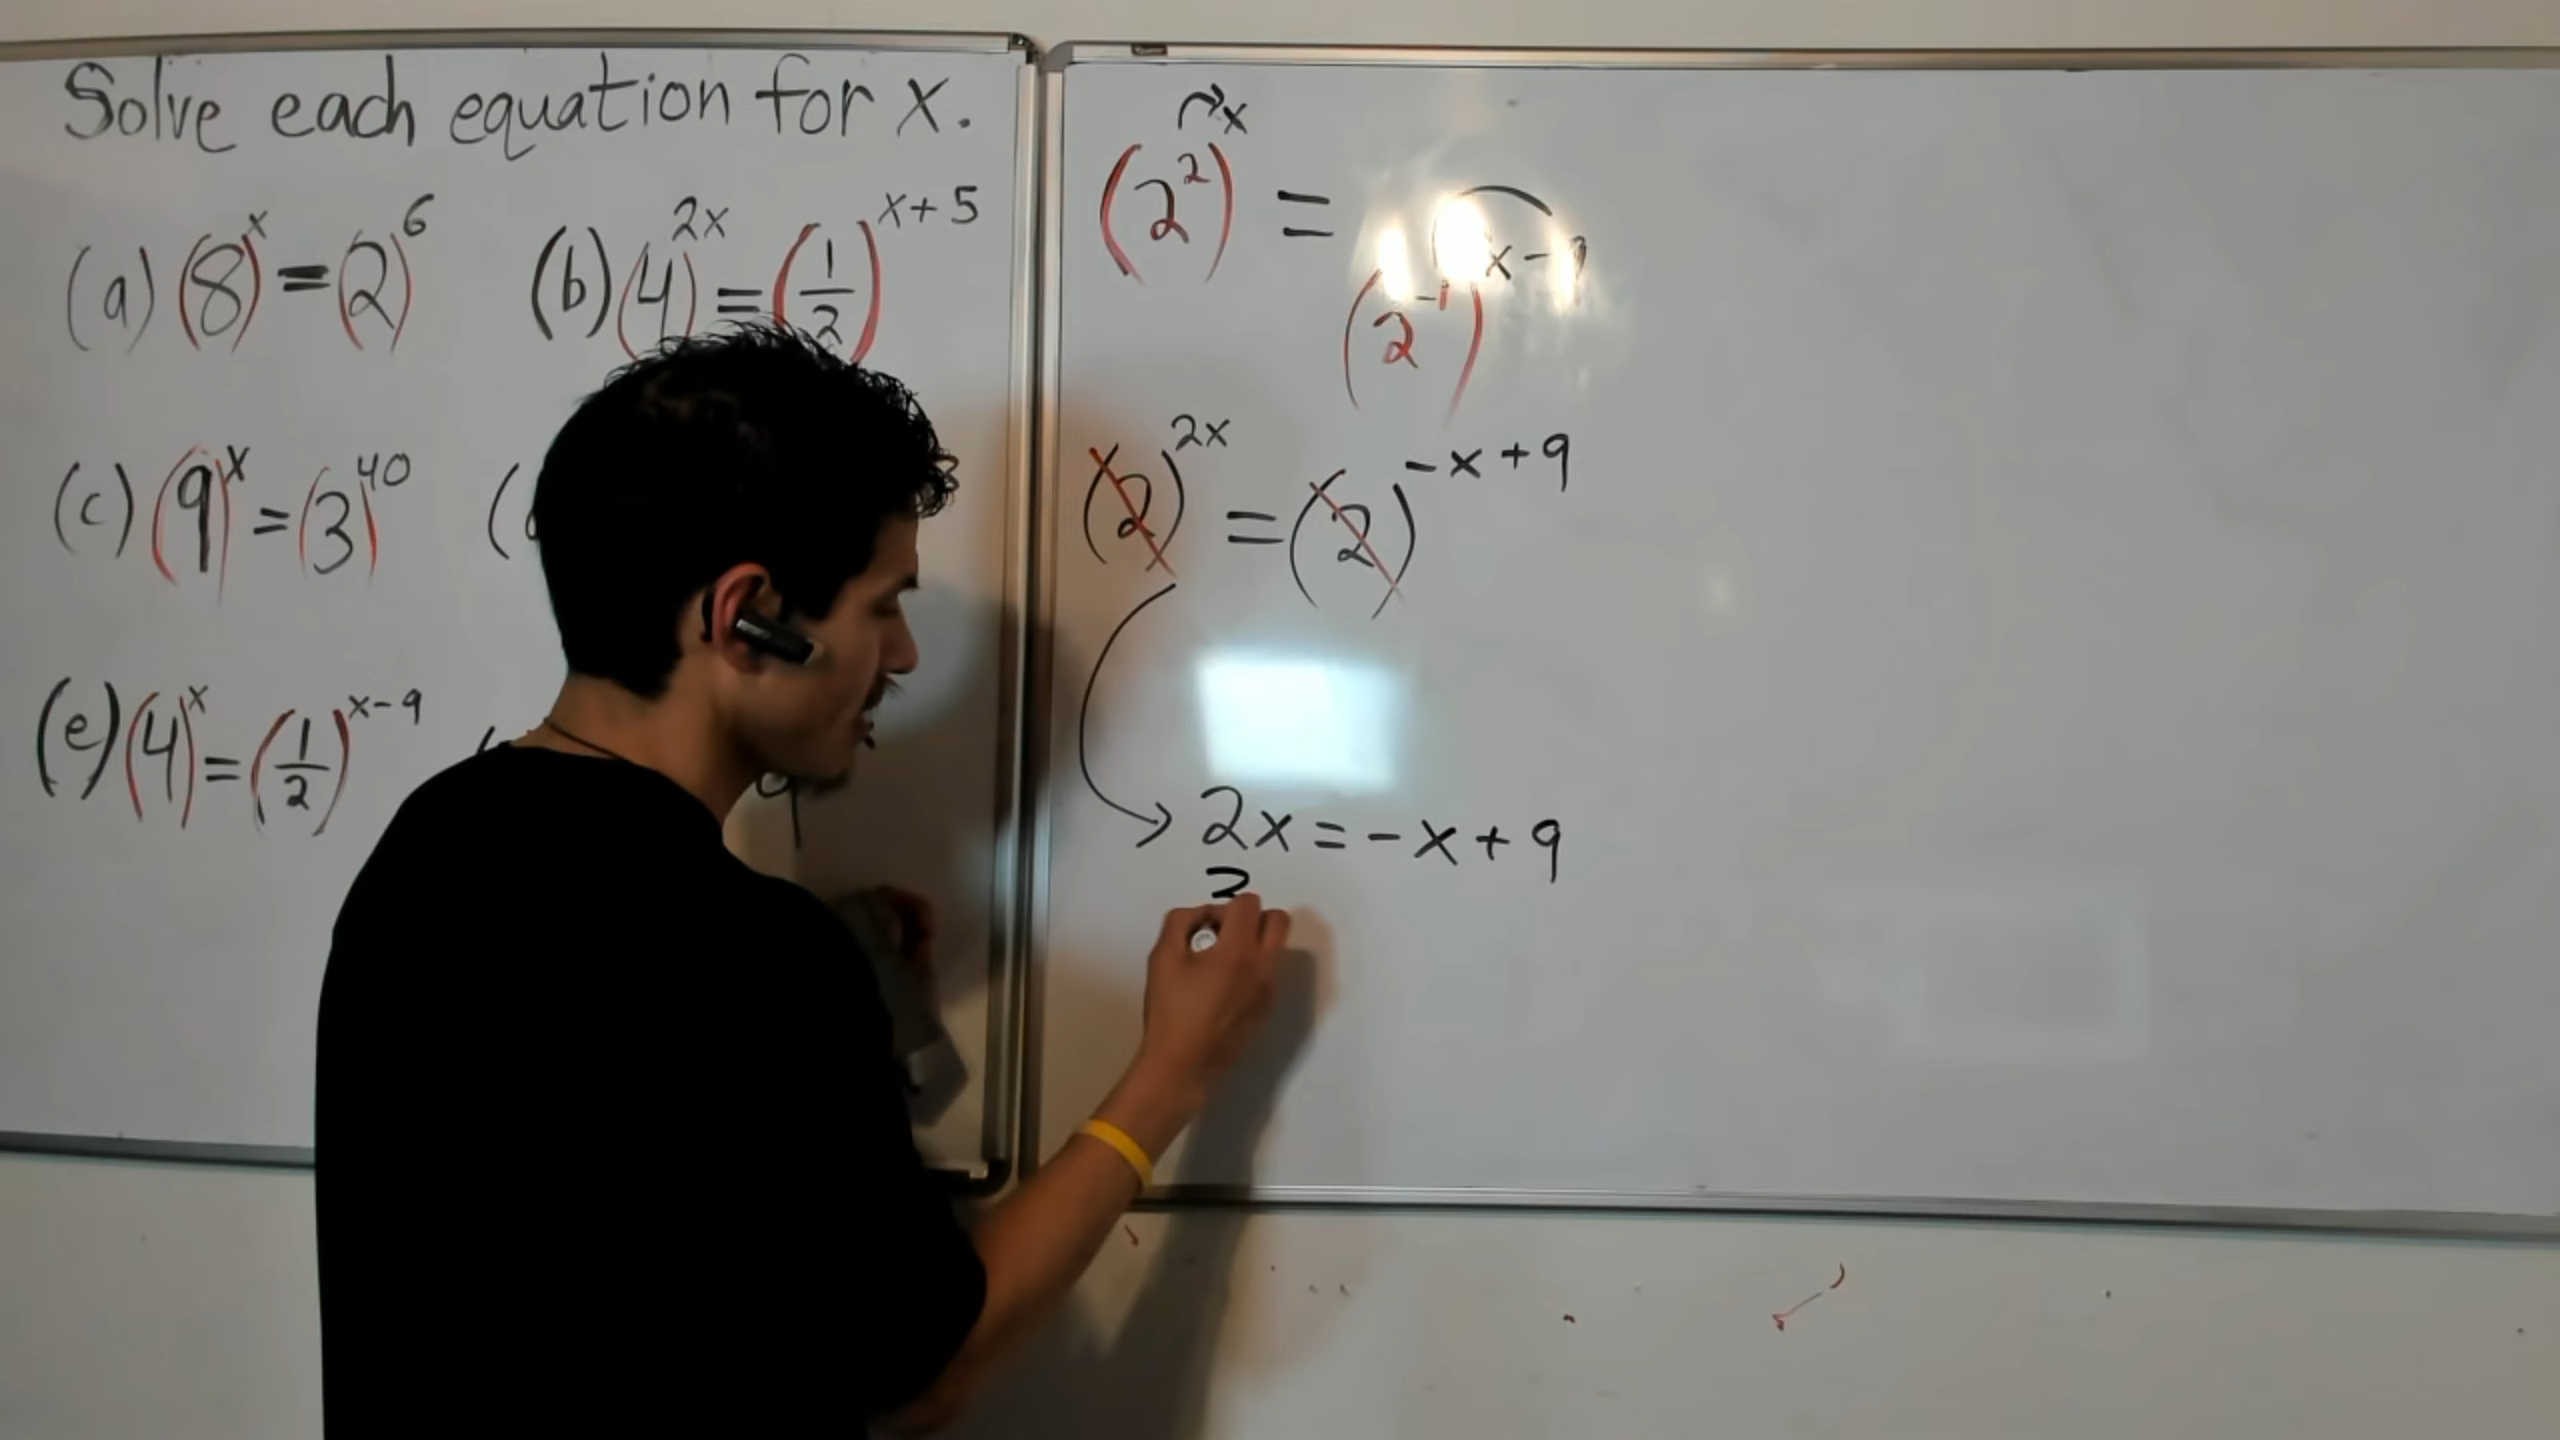 Solve each equation for x.
(a) (8)^x = (2)^6
(b) (4)^2x = (1/2)^x+5
(c) (9)^x = (3)^40
(e) (4)^x = (1/2)^x-9
(2^2)^x = (2^-1)^x-9
(2)^2x = (2)^-x+9
2x = -x + 9